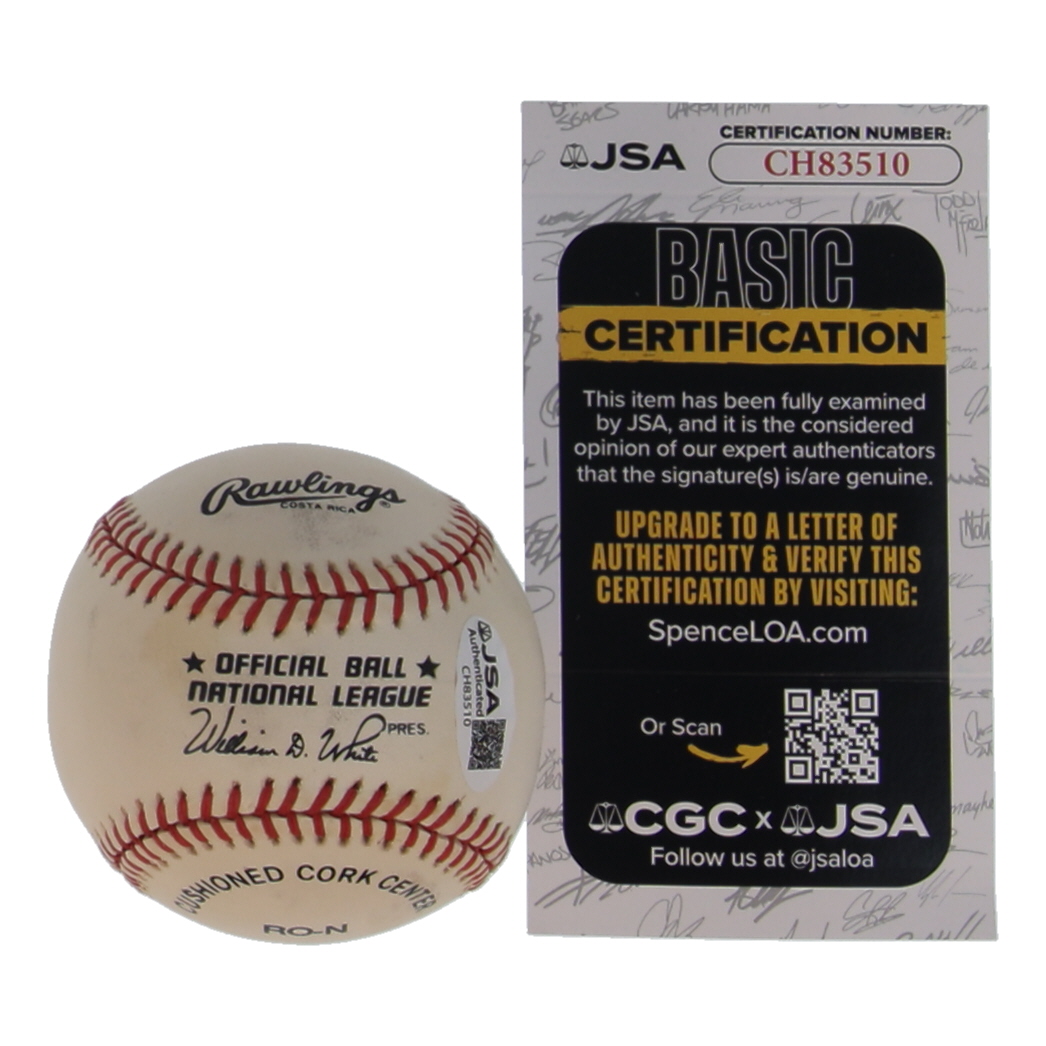 Rawlings®
COSTA RICA
★ OFFICIAL BALL ★
NATIONAL LEAGUE
William D. White PRES.
CUSHIONED CORK CENTER
RO-N
JSA
Authenticated
CH83510
JSA
CERTIFICATION NUMBER:
CH83510
BASIC
CERTIFICATION
This item has been fully examined
by JSA, and it is the considered
opinion of our expert authenticators
that the signature(s) is/are genuine.
UPGRADE TO A LETTER OF
AUTHENTICITY & VERIFY THIS
CERTIFICATION BY VISITING:
SpenceLOA.com
Or Scan
CGC x JSA
Follow us at @jsaloa